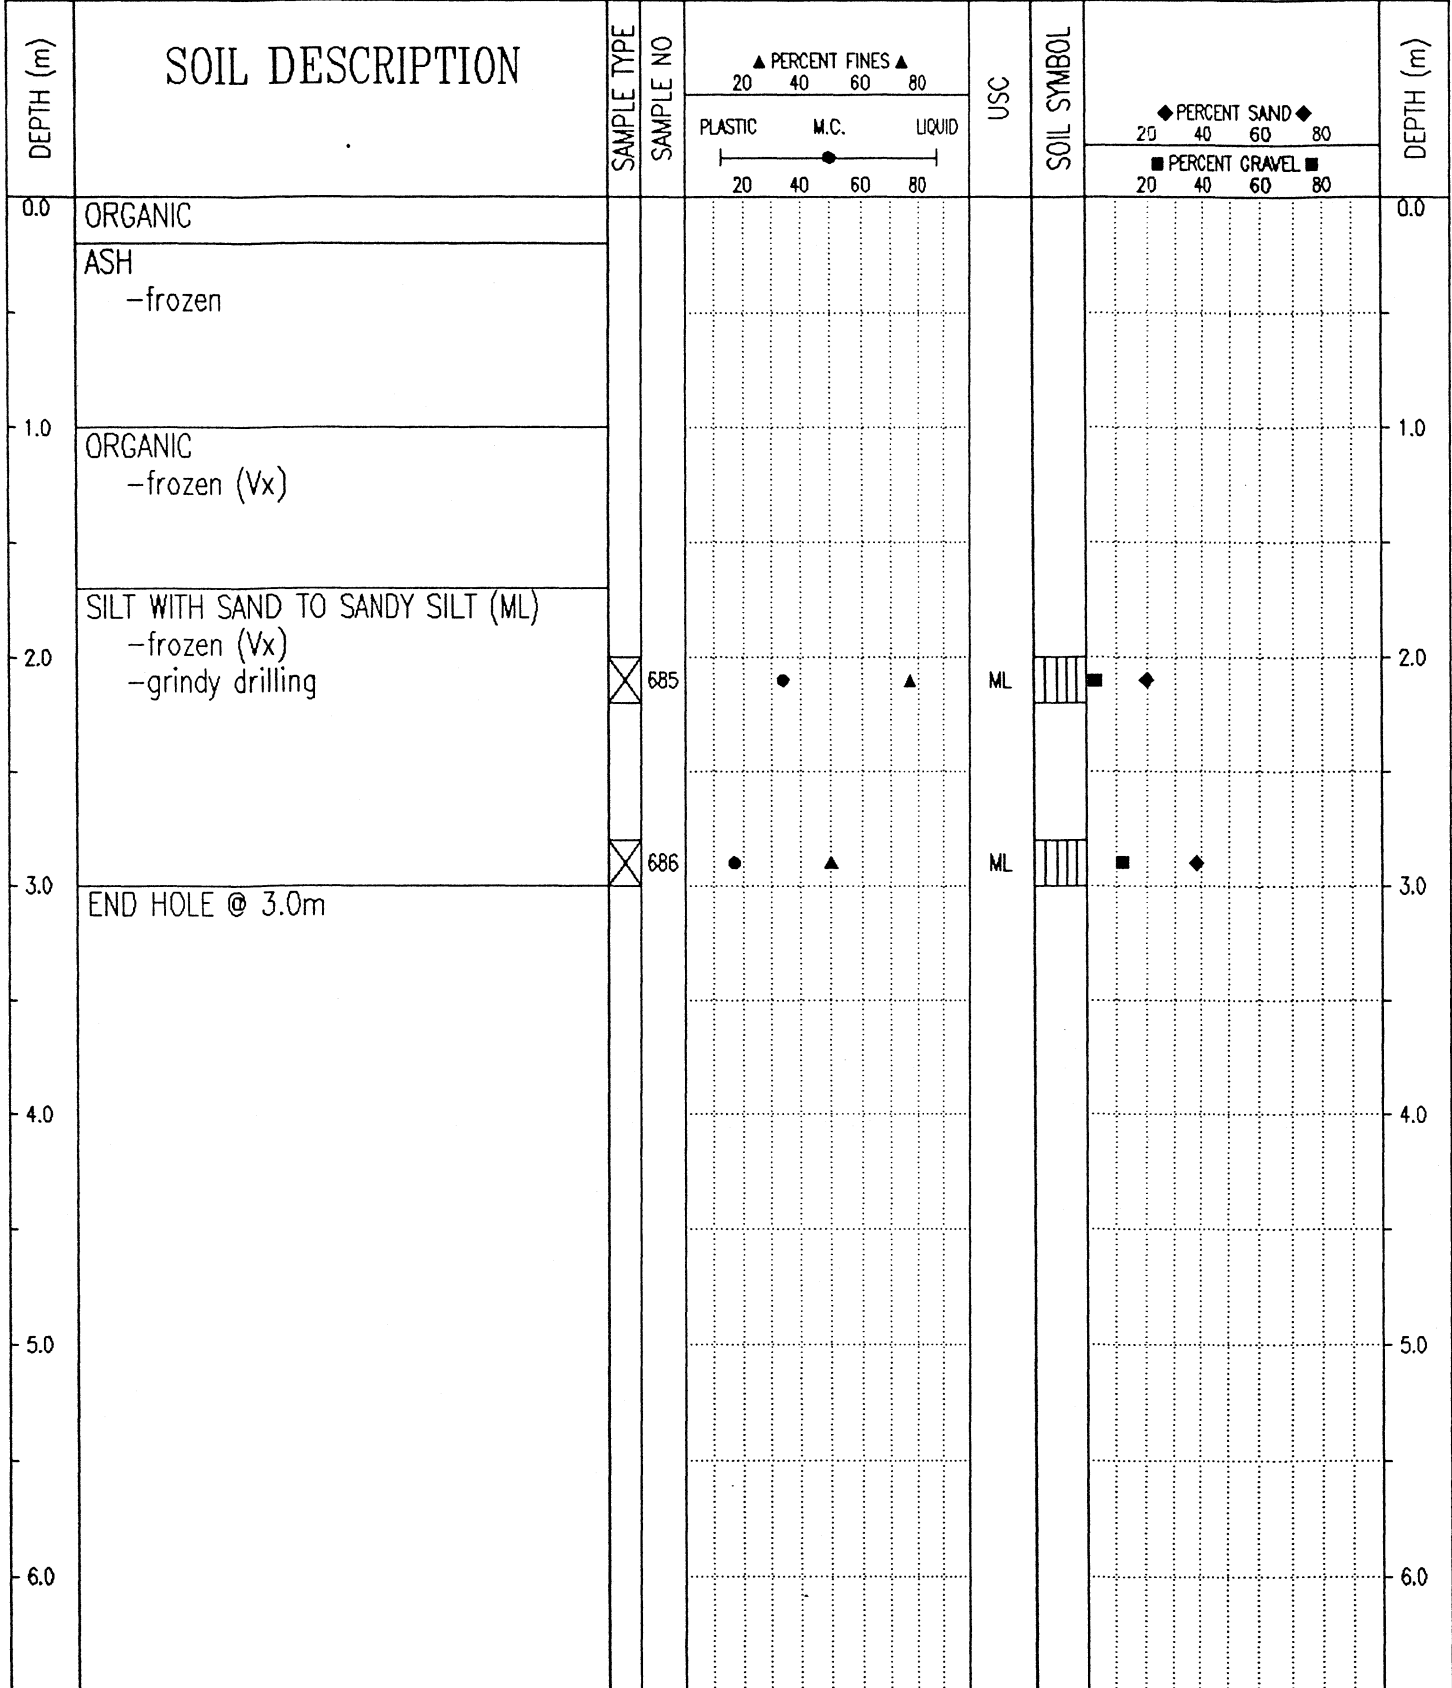 DEPTH (m)
SOIL DESCRIPTION
SAMPLE TYPE
SAMPLE NO
▲ PERCENT FINES ▲
20 40 60 80
PLASTIC M.C. LIQUID
20 40 60 80
USC
SOIL SYMBOL
◆ PERCENT SAND ◆
20 40 60 80
■ PERCENT GRAVEL ■
20 40 60 80
DEPTH (m)
0.0 ORGANIC 0.0
ASH
-frozen
1.0 1.0
ORGANIC
-frozen (Vx)
SILT WITH SAND TO SANDY SILT (ML)
-frozen (Vx)
2.0 2.0
-grindy drilling 685 ML
686 ML
3.0 3.0
END HOLE @ 3.0m
4.0 4.0
5.0 5.0
6.0 6.0